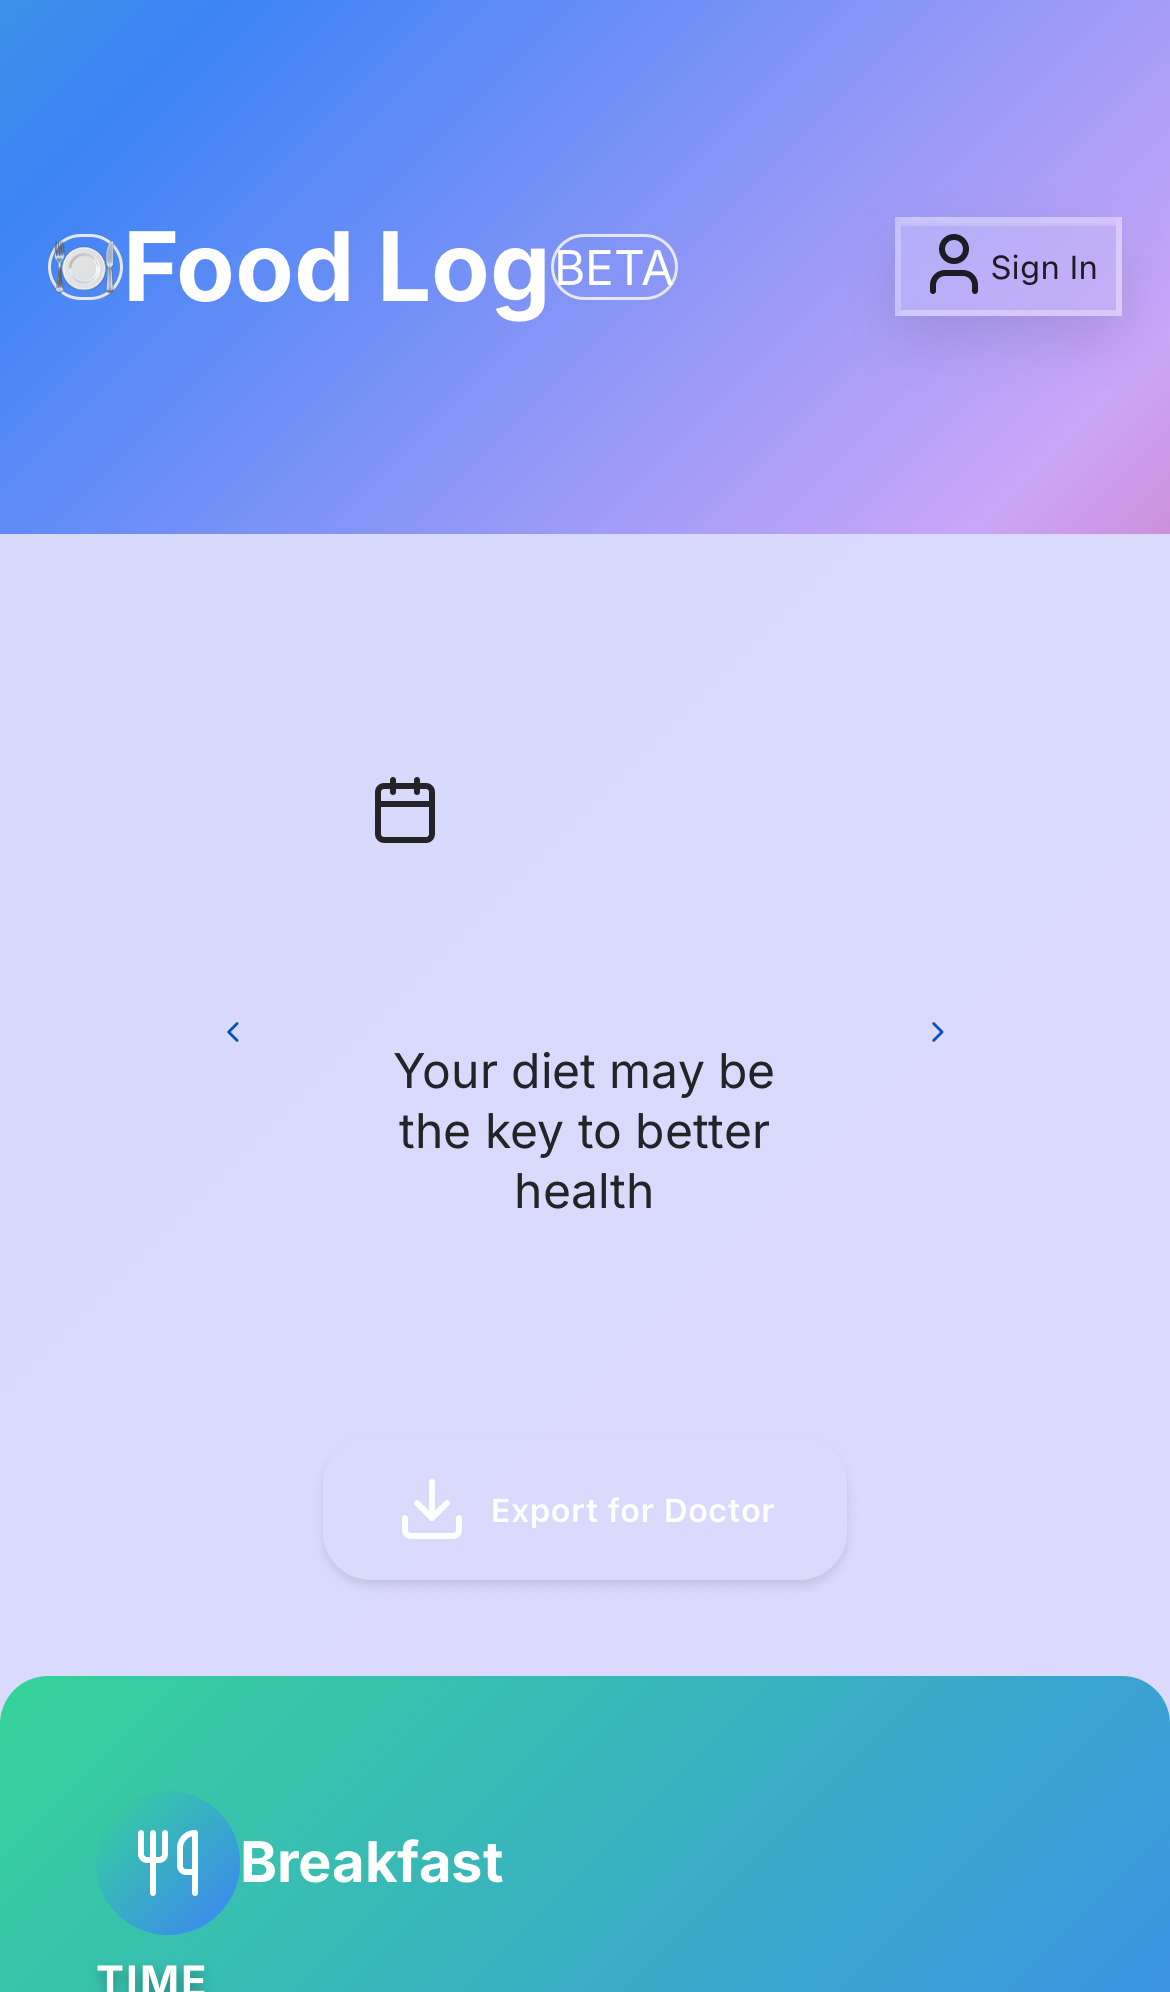 Food Log BETA
Sign In
Your diet may be
the key to better
health
Export for Doctor
Breakfast
TIME